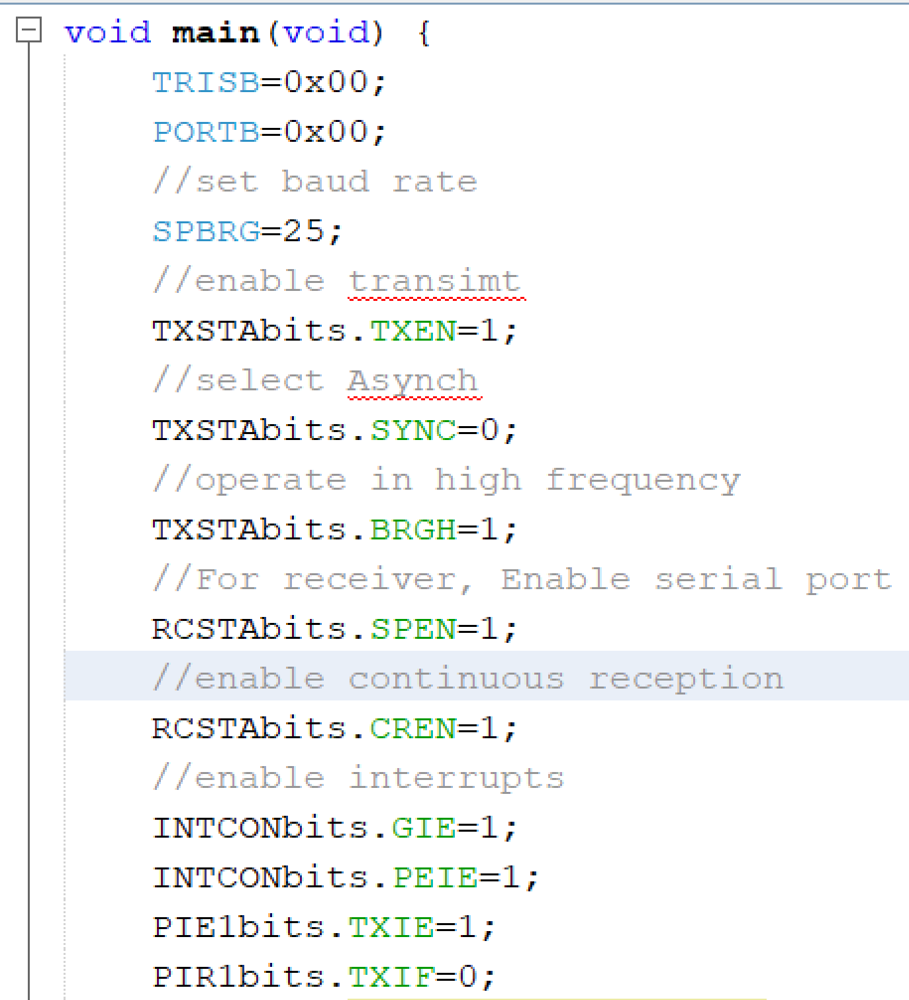 void main(void) {
TRISB=0x00;
PORTB=0x00;
//set baud rate
SPBRG=25;
//enable transimt
TXSTAbits.TXEN=1;
//select Asynch
TXSTAbits.SYNC=0;
//operate in high frequency
TXSTAbits.BRGH=1;
//For receiver, Enable serial port
RCSTAbits.SPEN=1;
//enable continuous reception
RCSTAbits.CREN=1;
//enable interrupts
INTCONbits.GIE=1;
INTCONbits.PEIE=1;
PIE1bits.TXIE=1;
PIR1bits.TXIF=0;